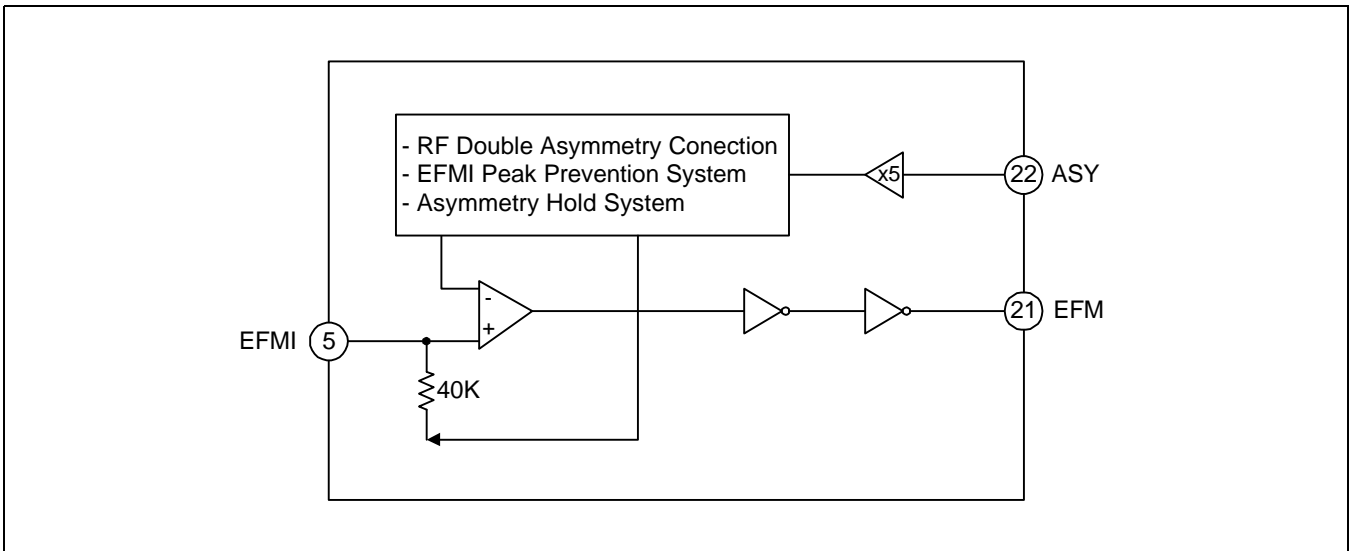 - RF Double Asymmetry Conection
- EFMI Peak Prevention System
- Asymmetry Hold System
x5
22 ASY
-
+
21 EFM
EFMI 5
40K